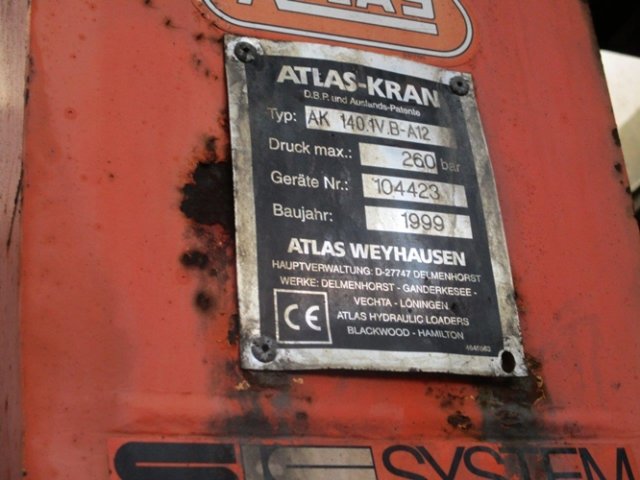 ATLAS
ATLAS-KRAN
D.B.P. und Auslands-Patente
Typ: AK 140.1V.B-A12
Druck max.: 260 bar
Geräte Nr.: 104423
Baujahr: 1999
ATLAS WEYHAUSEN
HAUPTVERWALTUNG: D-27747 DELMENHORST
WERKE: DELMENHORST - GANDERKESEE -
VECHTA - LÖNINGEN
ATLAS HYDRAULIC LOADERS
BLACKWOOD - HAMILTON
CE
SYSTEM